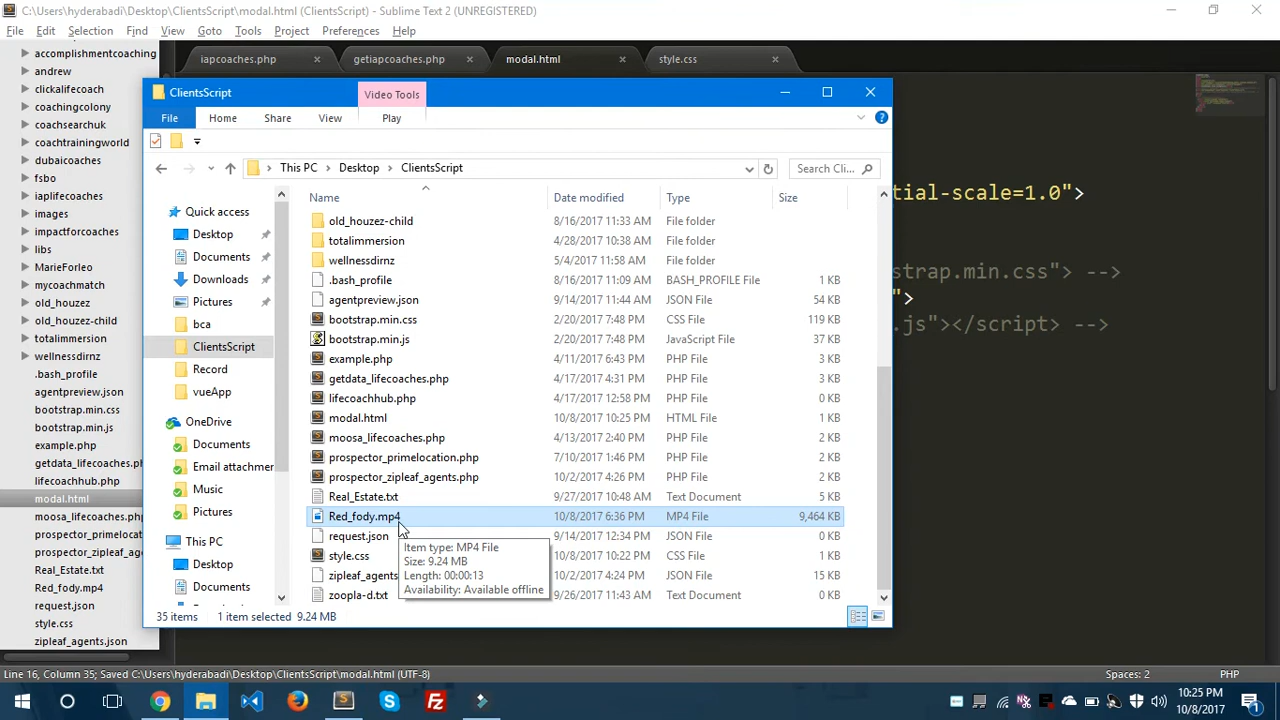 C:\Users\hyderabadi\Desktop\ClientsScript\modal.html (ClientsScript) - Sublime Text 2 (UNREGISTERED)
File Edit Selection Find View Goto Tools Project Preferences Help
accomplishmentcoaching
andrew
clickalifecoach
coachingcolony
coachsearchuk
coachtrainingworld
dubaicoaches
fsbo
iaplifecoaches
images
impactforcoaches
libs
MarieForleo
mycoachmatch
old_houzez
old_houzez-child
totalimmersion
wellnessdirnz
.bash_profile
agentpreview.json
bootstrap.min.css
bootstrap.min.js
example.php
getdata_lifecoaches.ph
lifecoachhub.php
modal.html
moosa_lifecoaches.php
prospector_primelocat
prospector_zipleaf_ag
Real_Estate.txt
Red_fody.mp4
request.json
style.css
zipleaf_agents.json
iapcoaches.php
getiapcoaches.php
modal.html
style.css
ClientsScript
Video Tools
File Home Share View Play
This PC > Desktop > ClientsScript
Search Cli...
Quick access
Desktop
Documents
Downloads
Pictures
bca
ClientsScript
Record
vueApp
OneDrive
Documents
Email attachmer
Music
Pictures
This PC
Desktop
Documents
Name Date modified Type Size
old_houzez-child 8/16/2017 11:33 AM File folder
totalimmersion 4/28/2017 10:38 AM File folder
wellnessdirnz 5/4/2017 11:58 AM File folder
.bash_profile 8/16/2017 11:09 AM BASH_PROFILE File 1 KB
agentpreview.json 9/14/2017 11:44 AM JSON File 54 KB
bootstrap.min.css 2/20/2017 7:48 PM CSS File 119 KB
bootstrap.min.js 2/20/2017 7:48 PM JavaScript File 37 KB
example.php 4/11/2017 6:43 PM PHP File 3 KB
getdata_lifecoaches.php 4/17/2017 4:31 PM PHP File 3 KB
lifecoachhub.php 4/17/2017 12:58 PM PHP File 0 KB
modal.html 10/8/2017 10:25 PM HTML File 1 KB
moosa_lifecoaches.php 4/13/2017 2:40 PM PHP File 2 KB
prospector_primelocation.php 7/10/2017 1:46 PM PHP File 2 KB
prospector_zipleaf_agents.php 10/2/2017 4:26 PM PHP File 2 KB
Real_Estate.txt 9/27/2017 10:48 AM Text Document 5 KB
Red_fody.mp4 10/8/2017 6:36 PM MP4 File 9,464 KB
request.json 9/14/2017 12:34 PM JSON File 0 KB
style.css 10/8/2017 10:22 PM CSS File 0 KB
zipleaf_agents 10/2/2017 4:24 PM JSON File 15 KB
zoopla-d.txt 9/26/2017 11:43 AM Text Document 0 KB
Item type: MP4 File
Size: 9.24 MB
Length: 00:00:13
Availability: Available offline
35 items 1 item selected 9.24 MB
tial-scale=1.0">
strap.min.css"> -->
">
.js"></script> -->
Line 16, Column 35; Saved C:\Users\hyderabadi\Desktop\ClientsScript\modal.html (UTF-8)
Spaces: 2
PHP
10:25 PM
10/8/2017